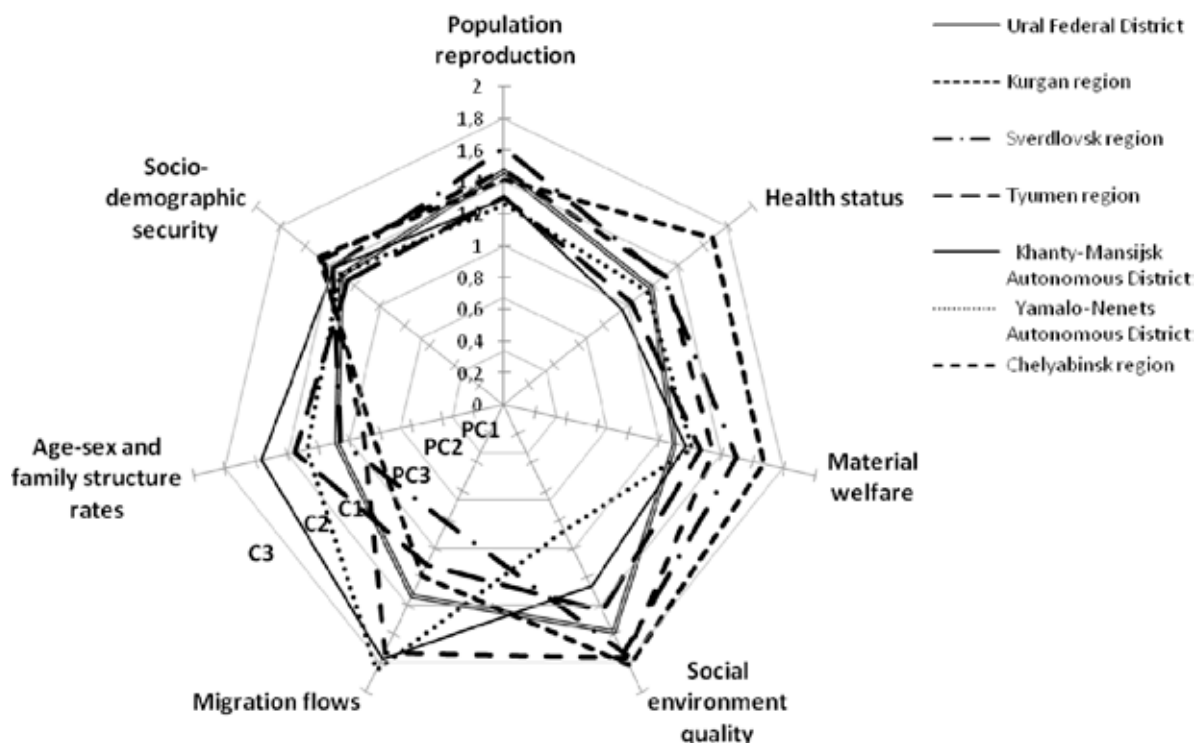 Population
reproduction
2
1,8
1,6
1
0,8
0,6
0,4
0,2
0
Health status
Material
welfare
Social
environment
quality
Migration flows
Age-sex and
family structure
rates
Socio-
demographic
security
PC1
PC2
PC3
C11
C2
C3
Ural Federal District
Kurgan region
Sverdlovsk region
Tyumen region
Khanty-Mansijsk
Autonomous District
Yamalo-Nenets
Autonomous District
Chelyabinsk region